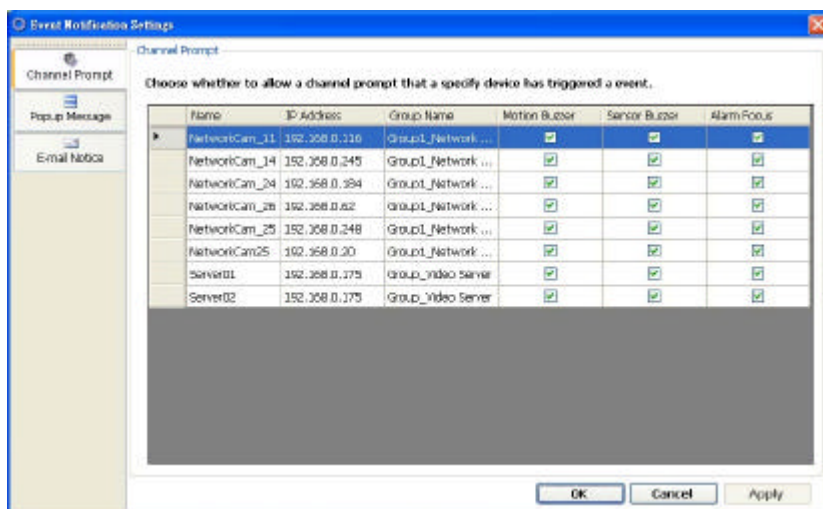 Event Notification Settings
Channel Prompt
Popup Message
E-mail Notice
Channel Prompt
Choose whether to allow a channel prompt that a specify device has triggered a event.
Name IP Address Group Name Motion Buzzer Sensor Buzzer Alarm Focus
NetworkCam_11 192.168.0.116 Group1_Network ...
NetworkCam_14 192.168.0.245 Group1_Network ...
NetworkCam_24 192.168.0.184 Group1_Network ...
NetworkCam_26 192.168.0.62 Group1_Network ...
NetworkCam_25 192.168.0.248 Group1_Network ...
NetworkCam25 192.168.0.20 Group1_Network ...
Server01 192.168.0.175 Group_Video Server
Server02 192.168.0.175 Group_Video Server
OK Cancel Apply